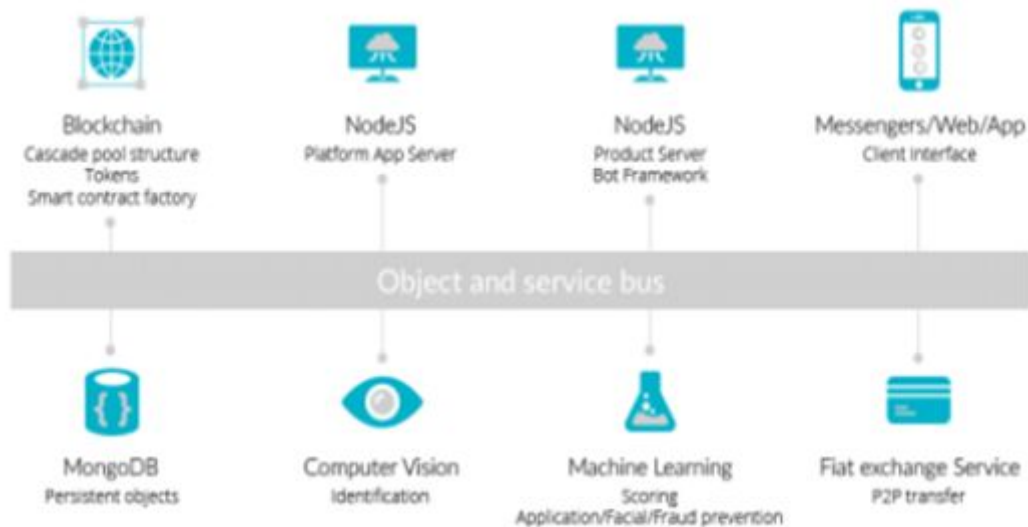 Blockchain
Cascade pool structure
Tokens
Smart contract factory
NodeJS
Platform App Server
NodeJS
Product Server
Bot Framework
Messengers/Web/App
Client Interface
Object and service bus
MongoDB
Persistent objects
Computer Vision
Identification
Machine Learning
Scoring
Application/Facial/Fraud prevention
Fiat exchange Service
P2P transfer